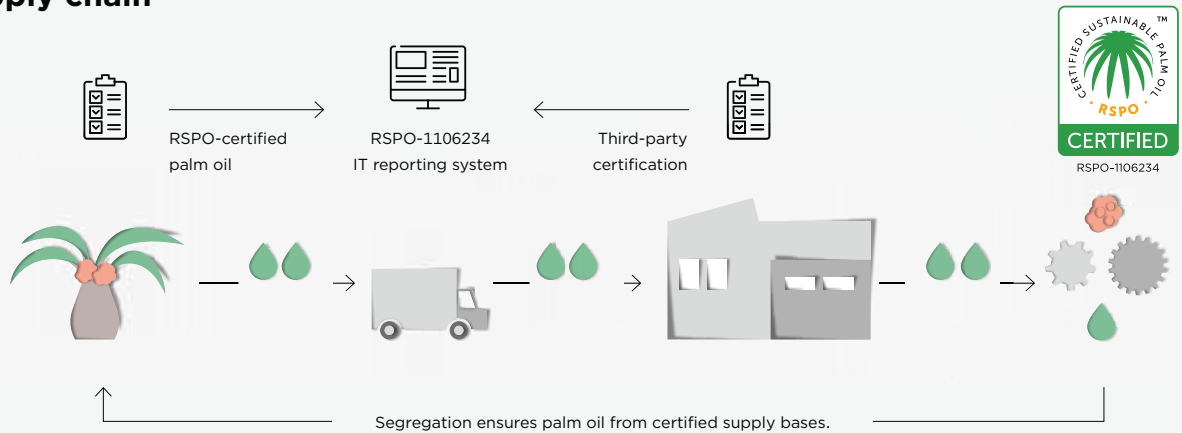 pply chain
RSPO-certified
palm oil
RSPO-1106234
IT reporting system
Third-party
certification
CERTIFIED SUSTAINABLE PALM OIL
TM
RSPO
CERTIFIED
RSPO-1106234
Segregation ensures palm oil from certified supply bases.